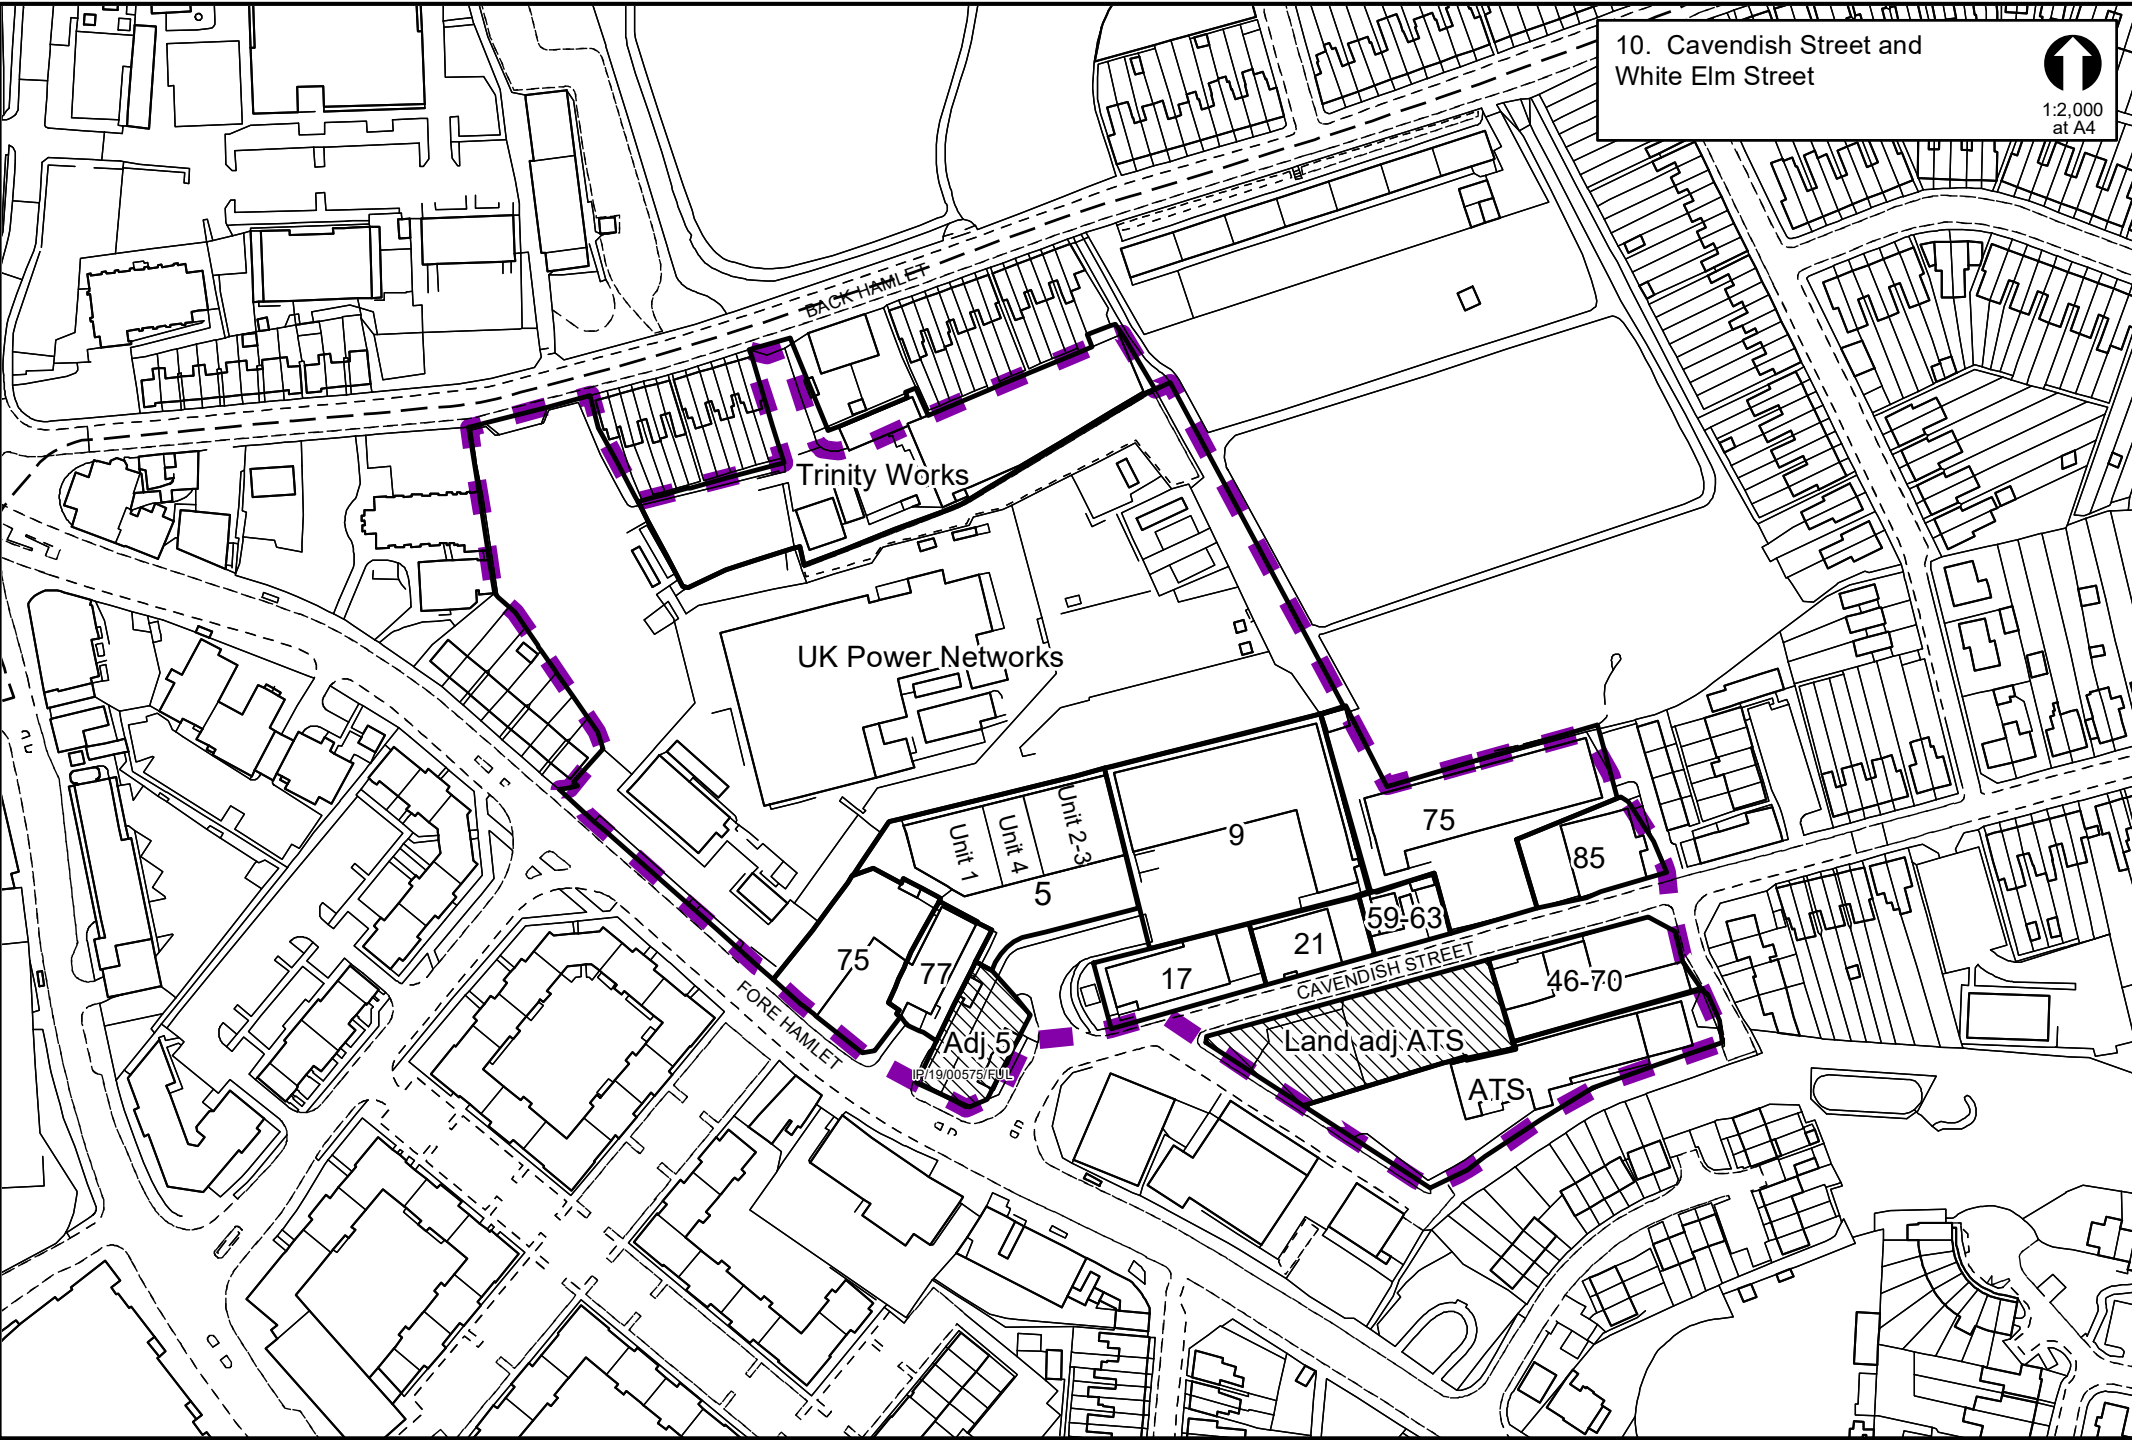 10. Cavendish Street and
White Elm Street
1:2,000
at A4
BACK HAMLET
Trinity Works
UK Power Networks
Unit 1
Unit 4
Unit 2-3
9
75
85
5
59-63
21
17
CAVENDISH STREET
46-70
75
77
FORE HAMLET
Adj 5
IP/19/00575/FUL
Land adj ATS
ATS